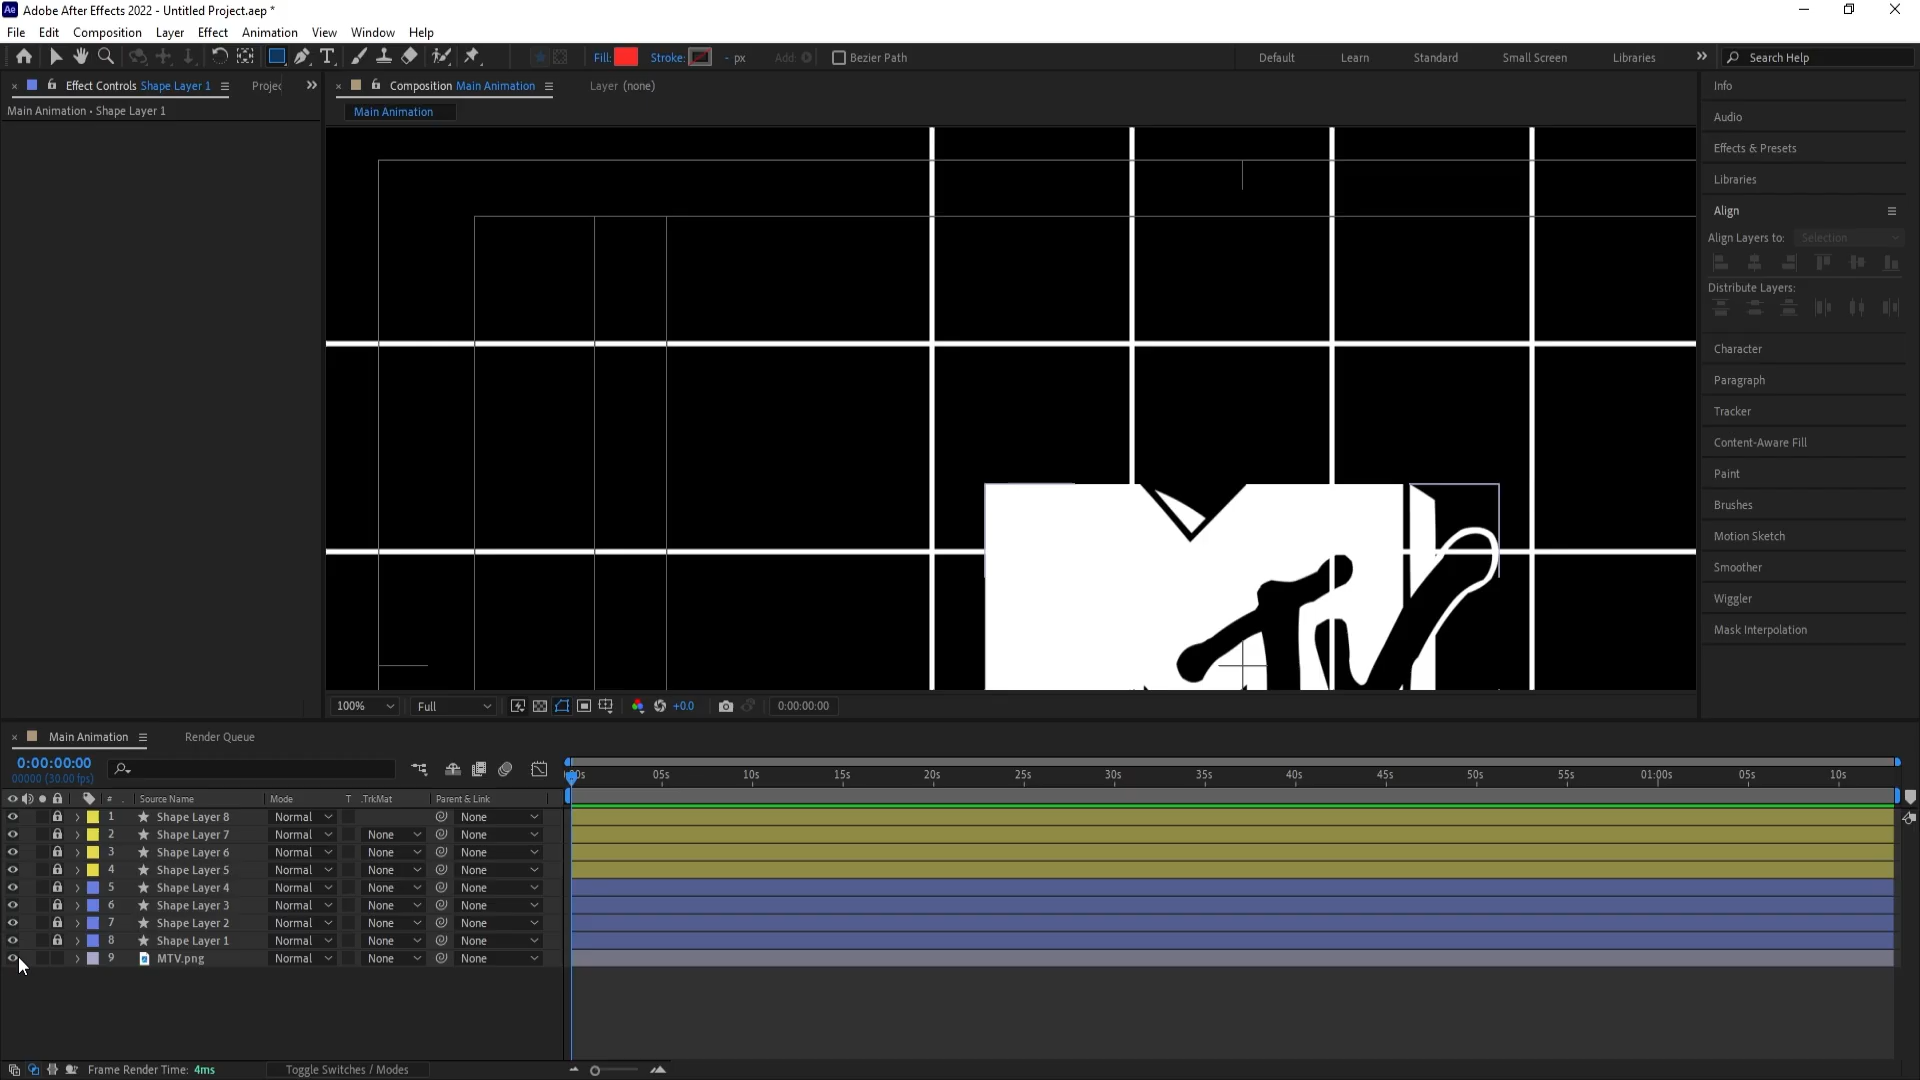 Ae Adobe After Effects 2022 - Untitled Project.aep *
File Edit Composition Layer Effect Animation View Window Help
Fill: Stroke: - px Add: Bezier Path Default Learn Standard Small Screen Libraries Search Help
Effect Controls Shape Layer 1 Projec Composition Main Animation Layer (none)
Main Animation • Shape Layer 1
Main Animation
Info
Audio
Effects & Presets
Libraries
Align
Align Layers to: Selection
Distribute Layers:
Character
Paragraph
Tracker
Content-Aware Fill
Paint
Brushes
Motion Sketch
Smoother
Wiggler
Mask Interpolation
MTV
100% Full +0.0 0:00:00:00
Main Animation Render Queue
0:00:00:00
00000 (30.00 fps)
00s 05s 10s 15s 20s 25s 30s 35s 40s 45s 50s 55s 01:00s 05s 10s
# . Source Name Mode T .TrkMat Parent & Link
1 Shape Layer 8 Normal None
2 Shape Layer 7 Normal None None
3 Shape Layer 6 Normal None None
4 Shape Layer 5 Normal None None
5 Shape Layer 4 Normal None None
6 Shape Layer 3 Normal None None
7 Shape Layer 2 Normal None None
8 Shape Layer 1 Normal None None
9 MTV.png Normal None None
Frame Render Time: 4ms Toggle Switches / Modes